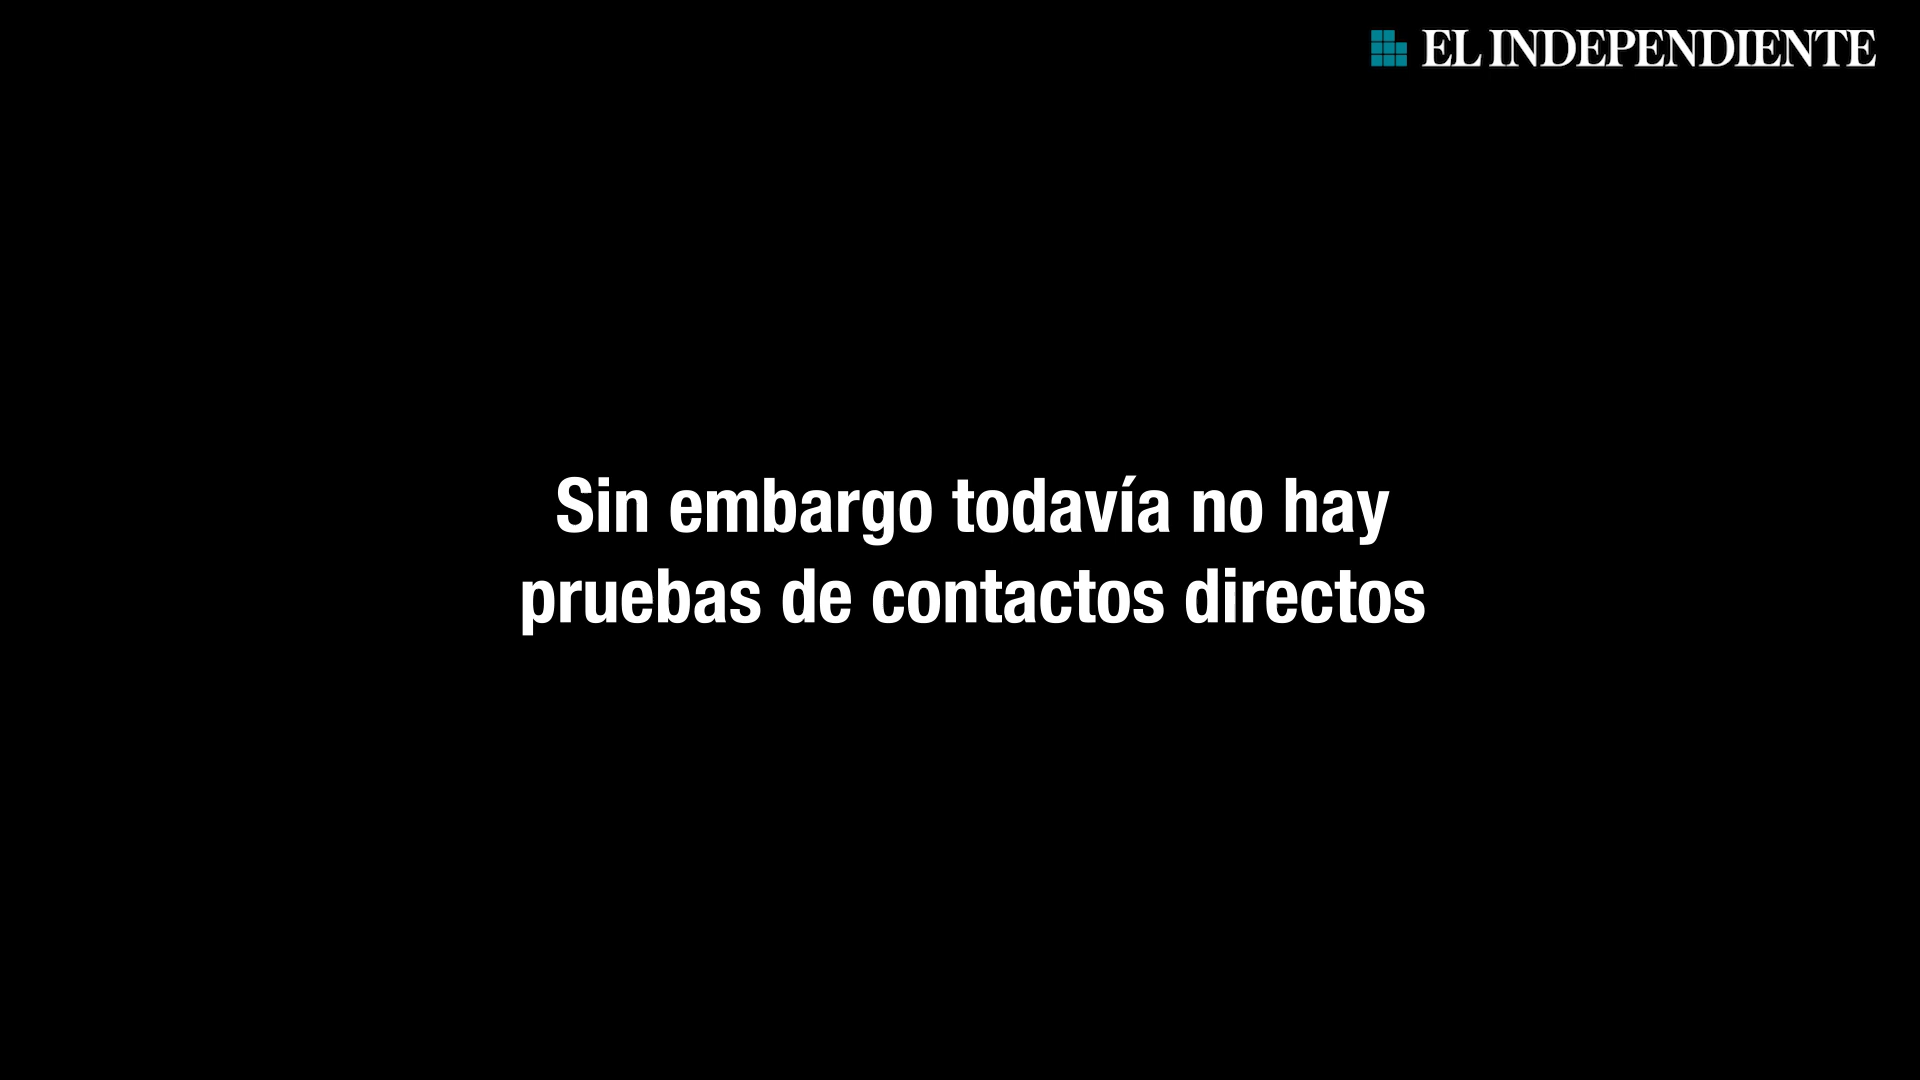 EL INDEPENDIENTE
Sin embargo todavía no hay
pruebas de contactos directos